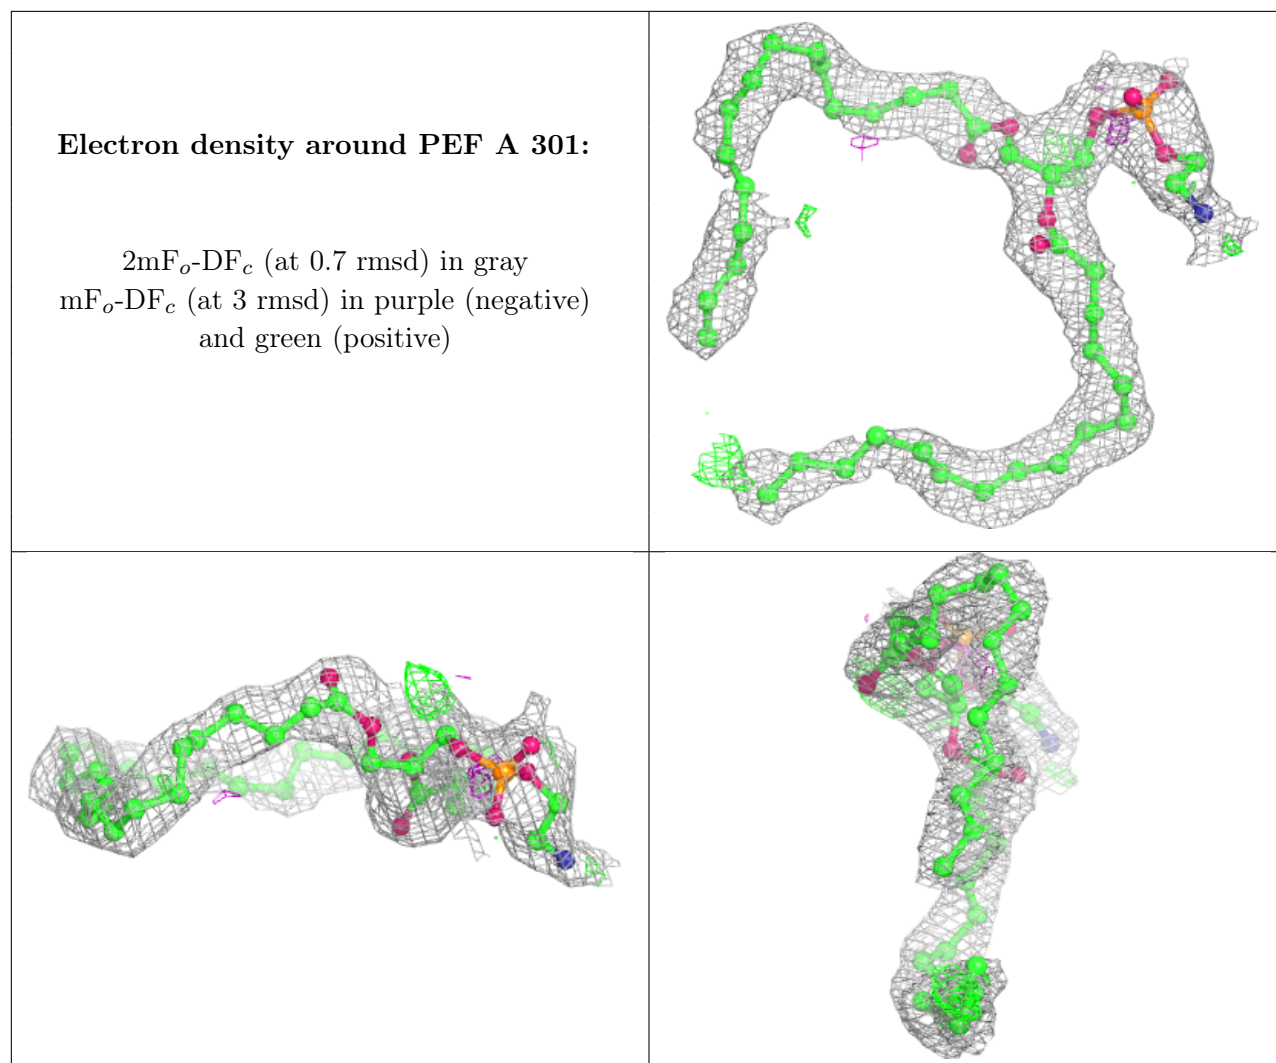 Electron density around PEF A 301:
2mFₒ-DF𝒸 (at 0.7 rmsd) in gray
mFₒ-DF𝒸 (at 3 rmsd) in purple (negative)
and green (positive)